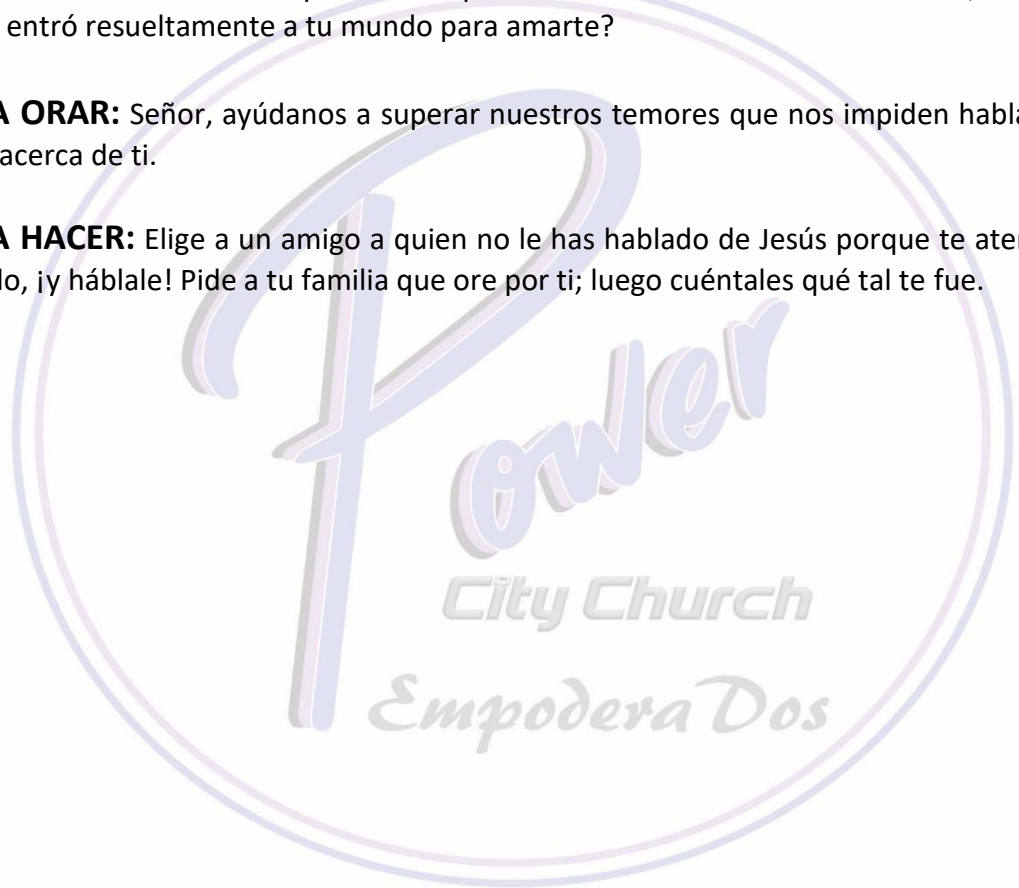 entró resueltamente a tu mundo para amarte?
A ORAR: Señor, ayúdanos a superar nuestros temores que nos impiden habla
acerca de ti.
A HACER: Elige a un amigo a quien no le has hablado de Jesús porque te ate
do, ¡y háblale! Pide a tu familia que ore por ti; luego cuéntales qué tal te fue.
Power
City Church
EmpoderaDos